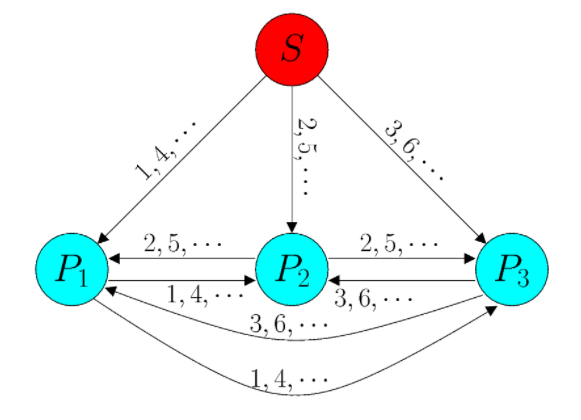 S
1, 4, ⋯
2, 5, ⋯
3, 6, ⋯
2, 5, ⋯
2, 5, ⋯
P₁
P₂
P₃
1, 4, ⋯
3, 6, ⋯
3, 6, ⋯
1, 4, ⋯